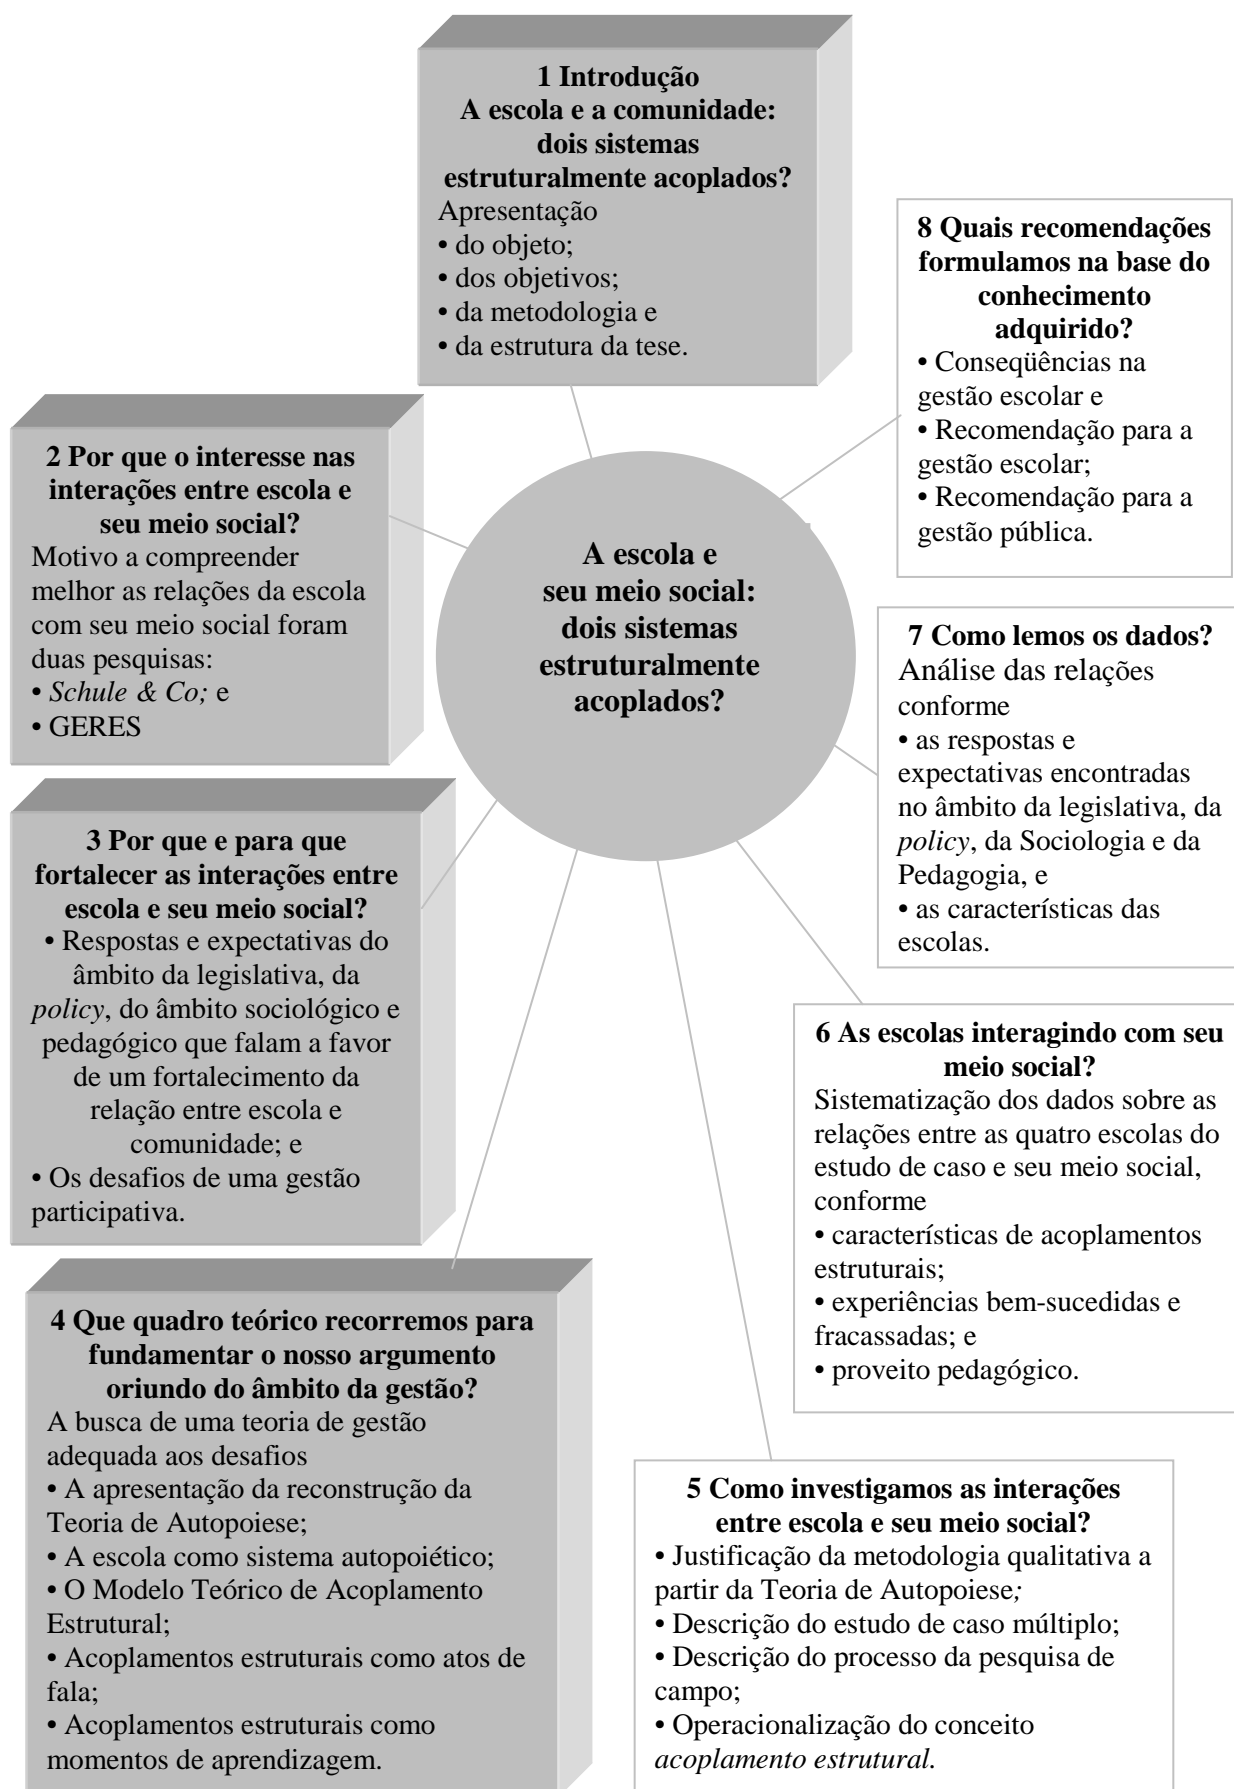 1 Introdução
A escola e a comunidade:
dois sistemas
estruturalmente acoplados?
Apresentação
• do objeto;
• dos objetivos;
• da metodologia e
• da estrutura da tese.
2 Por que o interesse nas
interações entre escola e
seu meio social?
Motivo a compreender
melhor as relações da escola
com seu meio social foram
duas pesquisas:
• Schule & Co; e
• GERES
3 Por que e para que
fortalecer as interações entre
escola e seu meio social?
• Respostas e expectativas do
âmbito da legislativa, da
policy, do âmbito sociológico e
pedagógico que falam a favor
de um fortalecimento da
relação entre escola e
comunidade; e
• Os desafios de uma gestão
participativa.
4 Que quadro teórico recorremos para
fundamentar o nosso argumento
oriundo do âmbito da gestão?
A busca de uma teoria de gestão
adequada aos desafios
• A apresentação da reconstrução da
Teoria de Autopoiese;
• A escola como sistema autopoiético;
• O Modelo Teórico de Acoplamento
Estrutural;
• Acoplamentos estruturais como atos de
fala;
• Acoplamentos estruturais como
momentos de aprendizagem.
A escola e
seu meio social:
dois sistemas
estruturalmente
acoplados?
5 Como investigamos as interações
entre escola e seu meio social?
• Justificação da metodologia qualitativa a
partir da Teoria de Autopoiese;
• Descrição do estudo de caso múltiplo;
• Descrição do processo da pesquisa de
campo;
• Operacionalização do conceito
acoplamento estrutural.
6 As escolas interagindo com seu
meio social?
Sistematização dos dados sobre as
relações entre as quatro escolas do
estudo de caso e seu meio social,
conforme
• características de acoplamentos
estruturais;
• experiências bem-sucedidas e
fracassadas; e
• proveito pedagógico.
7 Como lemos os dados?
Análise das relações
conforme
• as respostas e
expectativas encontradas
no âmbito da legislativa, da
policy, da Sociologia e da
Pedagogia, e
• as características das
escolas.
8 Quais recomendações
formulamos na base do
conhecimento
adquirido?
• Conseqüências na
gestão escolar e
• Recomendação para a
gestão escolar;
• Recomendação para a
gestão pública.